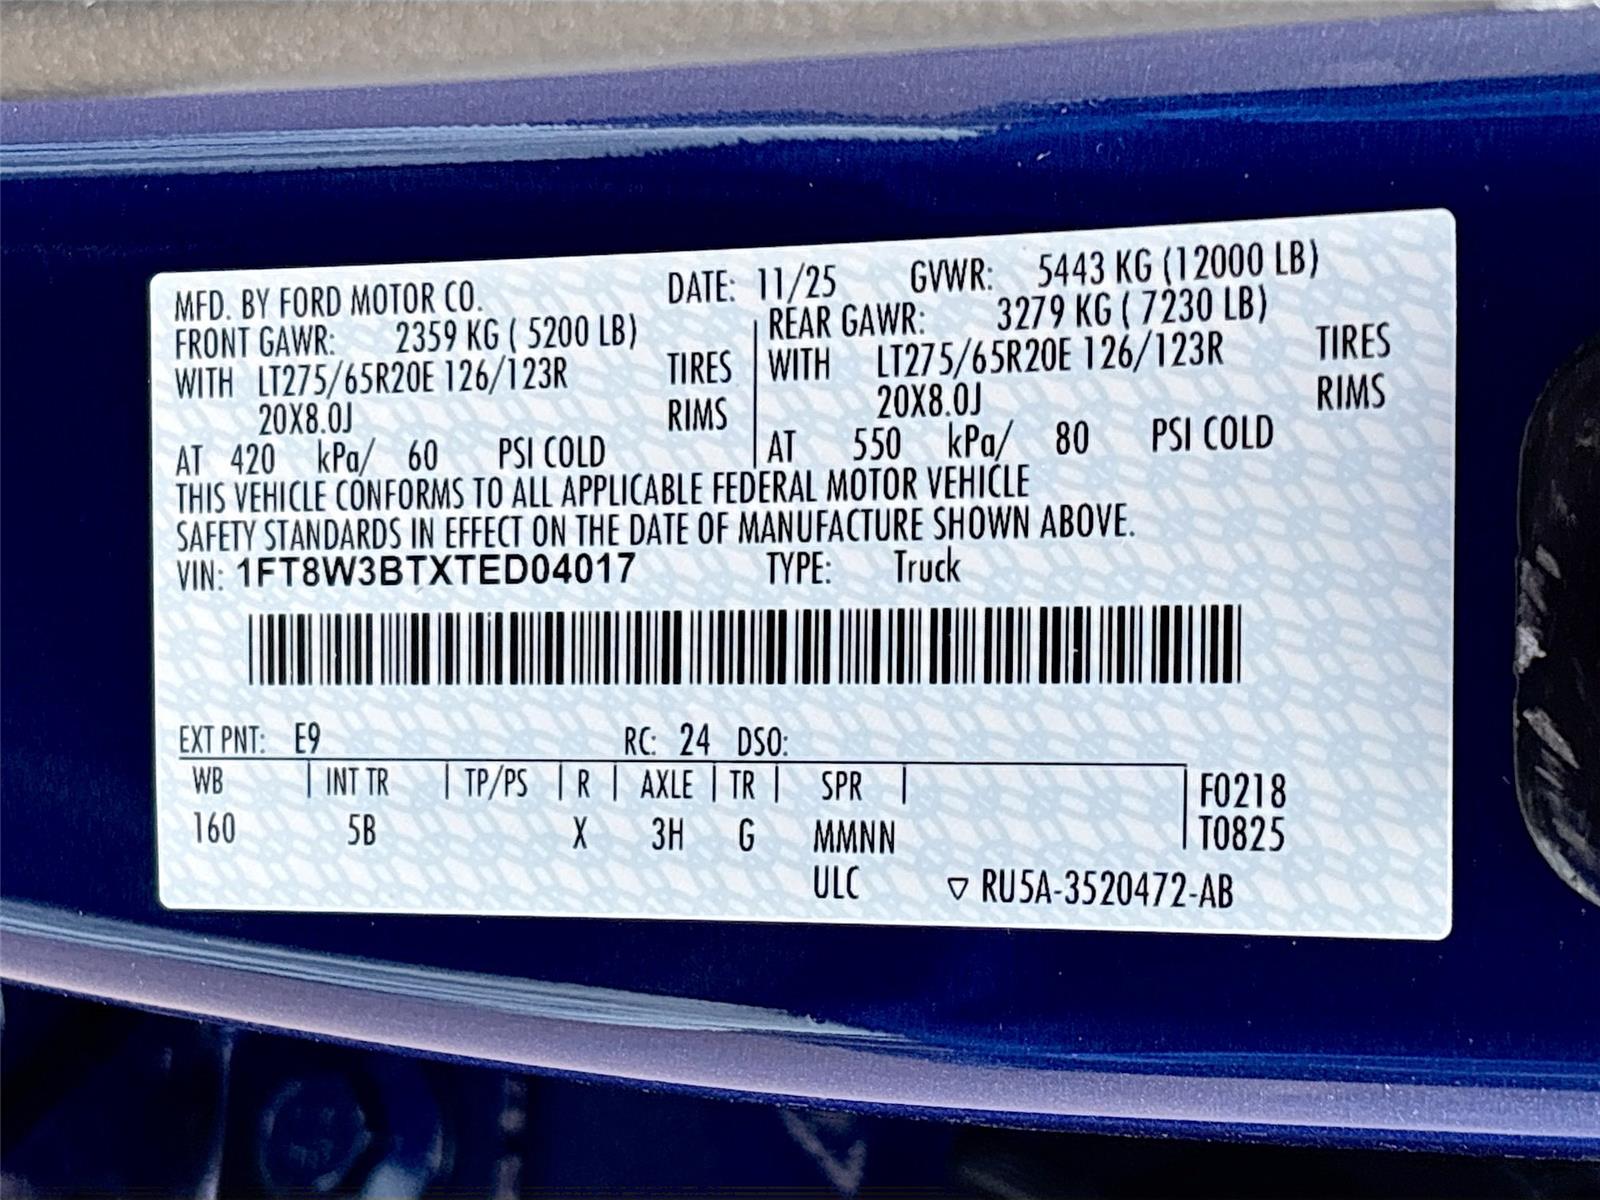 MFD. BY FORD MOTOR CO. DATE: 11/25 GVWR: 5443 KG (12000 LB)
FRONT GAWR: 2359 KG ( 5200 LB) REAR GAWR: 3279 KG ( 7230 LB)
WITH LT275/65R20E 126/123R TIRES WITH LT275/65R20E 126/123R TIRES
20X8.0J RIMS 20X8.0J RIMS
AT 420 kPa/ 60 PSI COLD AT 550 kPa/ 80 PSI COLD
THIS VEHICLE CONFORMS TO ALL APPLICABLE FEDERAL MOTOR VEHICLE
SAFETY STANDARDS IN EFFECT ON THE DATE OF MANUFACTURE SHOWN ABOVE.
VIN: 1FT8W3BTXTED04017 TYPE: Truck
EXT PNT: E9 RC: 24 DSO:
WB INT TR TP/PS R AXLE TR SPR F0218
160 5B X 3H G MMNN T0825
ULC RU5A-3520472-AB